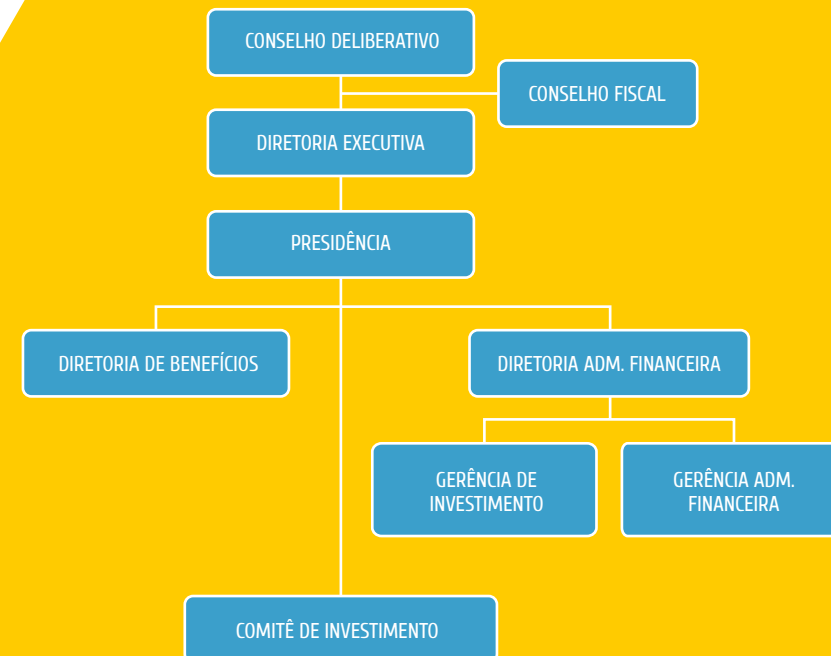 CONSELHO DELIBERATIVO
CONSELHO FISCAL
DIRETORIA EXECUTIVA
PRESIDÊNCIA
DIRETORIA DE BENEFÍCIOS
DIRETORIA ADM. FINANCEIRA
GERÊNCIA DE
INVESTIMENTO
GERÊNCIA ADM.
FINANCEIRA
COMITÊ DE INVESTIMENTO